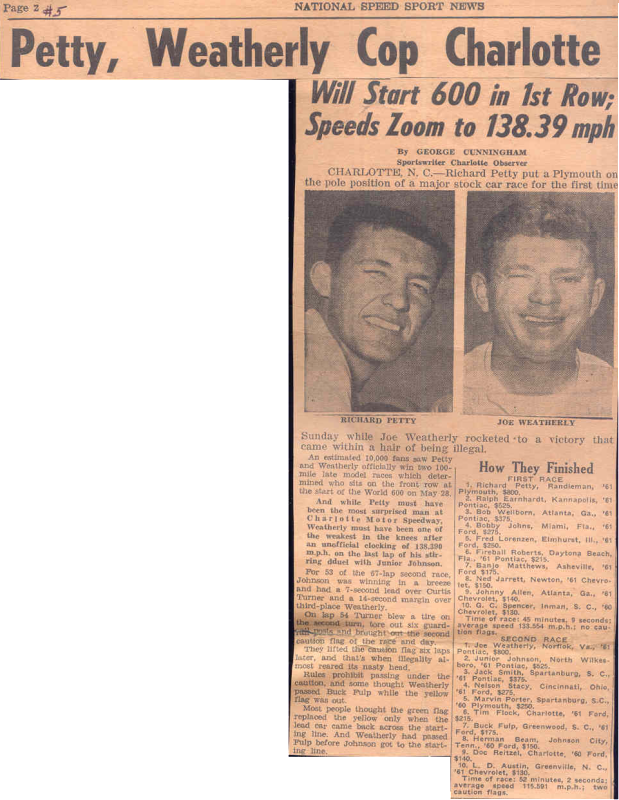 Page 2 #5
NATIONAL SPEED SPORT NEWS
Petty, Weatherly Cop Charlotte
Will Start 600 in 1st Row;
Speeds Zoom to 138.39 mph
By GEORGE CUNNINGHAM
Sportswriter Charlotte Observer
CHARLOTTE, N. C.—Richard Petty put a Plymouth on
the pole position of a major stock car race for the first time
RICHARD PETTY
JOE WEATHERLY
Sunday while Joe Weatherly rocketed to a victory that
came within a hair of being illegal.
An estimated 10,000 fans saw Petty
and Weatherly officially win two 100-
mile late model races which deter-
mined who sits on the front row at
the start of the World 600 on May 28.
And while Petty must have
been the most surprised man at
Charlotte Motor Speedway,
Weatherly must have been one of
the weakest in the knees after
an unofficial clocking of 138.390
m.p.h. on the last lap of his stir-
ring dduel with Junior Johnson.
For 53 of the 67-lap second race,
Johnson was winning in a breeze
and had a 7-second lead over Curtis
Turner and a 14-second margin over
third-place Weatherly.
On lap 54 Turner blew a tire on
the second turn, tore out six guard-
rail posts and brought out the second
caution flag of the race and day.
They lifted the caution flag six laps
later, and that's when illegality al-
most reared its nasty head.
Rules prohibit passing under the
caution, and some thought Weatherly
passed Buck Pulp while the yellow
flag was out.
Most people thought the green flag
replaced the yellow only when the
lead car came back across the start-
ing line. And Weatherly had passed
Pulp before Johnson got to the start-
ing line.
How They Finished
FIRST RACE
1. Richard Petty, Randleman, '61
Plymouth, $800.
2. Ralph Earnhardt, Kannapolis, '61
Pontiac, $525.
3. Bob Welborn, Atlanta, Ga., '61
Pontiac, $375.
4. Bobby Johns, Miami, Fla., '61
Ford, $275.
5. Fred Lorenzen, Elmhurst, Ill., '61
Ford, $250.
6. Fireball Roberts, Daytona Beach,
Fla., '61 Pontiac, $215.
7. Banjo Matthews, Asheville, '61
Ford $175.
8. Ned Jarrett, Newton, '61 Chevro-
let, $150.
9. Johnny Allen, Atlanta, Ga., '61
Chevrolet, $140.
10. G. C. Spencer, Inman, S. C., '60
Chevrolet, $130.
Time of race: 45 minutes, 9 seconds;
average speed 133.554 m.p.h.; no cau-
tion flags.
SECOND RACE
1. Joe Weatherly, Norfisk, Va., '61
Pontiac, $800.
2. Junior Johnson, North Wilkes-
boro, '61 Pontiac, $525.
3. Jack Smith, Spartanburg, S. C.,
'61 Pontiac, $375.
4. Nelson Stacy, Cincinnati, Ohio,
'61 Ford, $275.
5. Marvin Porter, Spartanburg, S.C.,
'60 Plymouth, $250.
6. Tim Flock, Charlotte, '61 Ford,
$215.
7. Buck Fulp, Greenwood, S. C., '61
Ford, $175.
8. Herman Beam, Johnson City,
Tenn., '60 Ford, $150.
9. Doc Reitzel, Charlotte, '60 Ford,
$140.
10. L. D. Austin, Greenville, N. C.,
'61 Chevrolet, $130.
Time of race: 52 minutes, 2 seconds;
average speed 115.591 m.p.h.; two
caution flags.